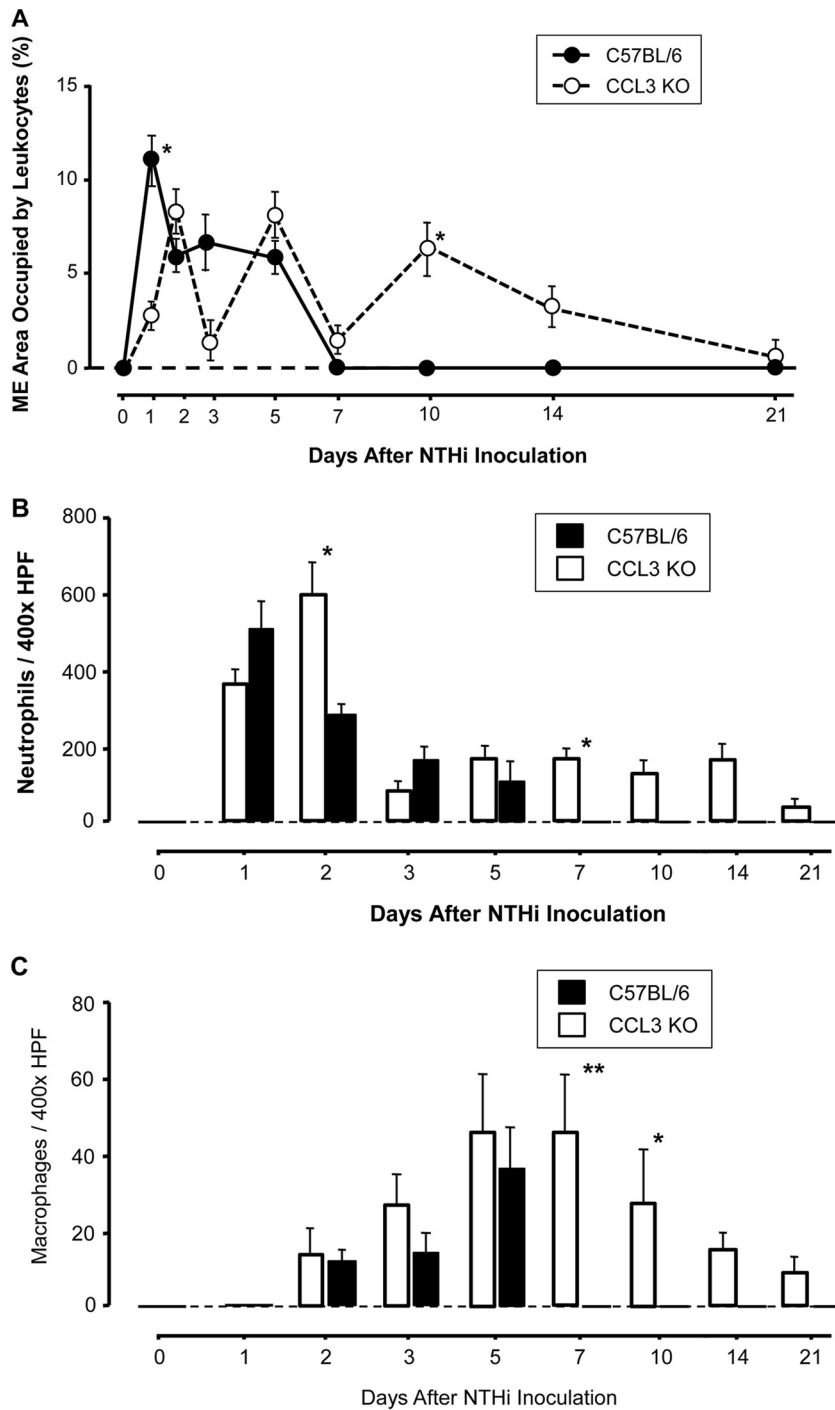 A
C57BL/6
CCL3 KO
ME Area Occupied by Leukocytes (%)
15
10
5
0
*
*
0 1 2 3 5 7 10 14 21
Days After NTHi Inoculation
B
C57BL/6
CCL3 KO
Neutrophils / 400x HPF
800
600
400
200
0
*
*
0 1 2 3 5 7 10 14 21
Days After NTHi Inoculation
C
C57BL/6
CCL3 KO
Macrophages / 400x HPF
80
60
40
20
0
**
*
0 1 2 3 5 7 10 14 21
Days After NTHi Inoculation